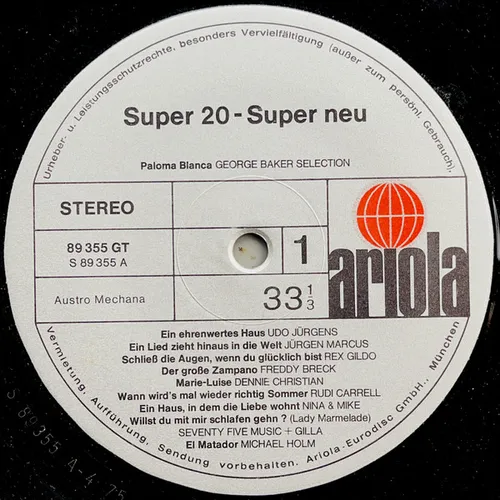 Urheber- u. Leistungsschutzrechte, besonders Vervielfältigung (außer zum persönl. Gebrauch),
Super 20 - Super neu
Paloma Blanca GEORGE BAKER SELECTION
STEREO
89 355 GT
S 89 355 A
1
ariola
Austro Mechana
33 1/3
Ein ehrenwertes Haus UDO JÜRGENS
Ein Lied zieht hinaus in die Welt JÜRGEN MARCUS
Schließ die Augen, wenn du glücklich bist REX GILDO
Der große Zampano FREDDY BRECK
Marie-Luise DENNIE CHRISTIAN
Wann wird's mal wieder richtig Sommer RUDI CARRELL
Ein Haus, in dem die Liebe wohnt NINA & MIKE
Willst du mit mir schlafen gehn ? (Lady Marmelade)
SEVENTY FIVE MUSIC + GILLA
El Matador MICHAEL HOLM
Vermietung, Aufführung, Sendung vorbehalten. Ariola-Eurodisc GmbH.,
S 89355 A